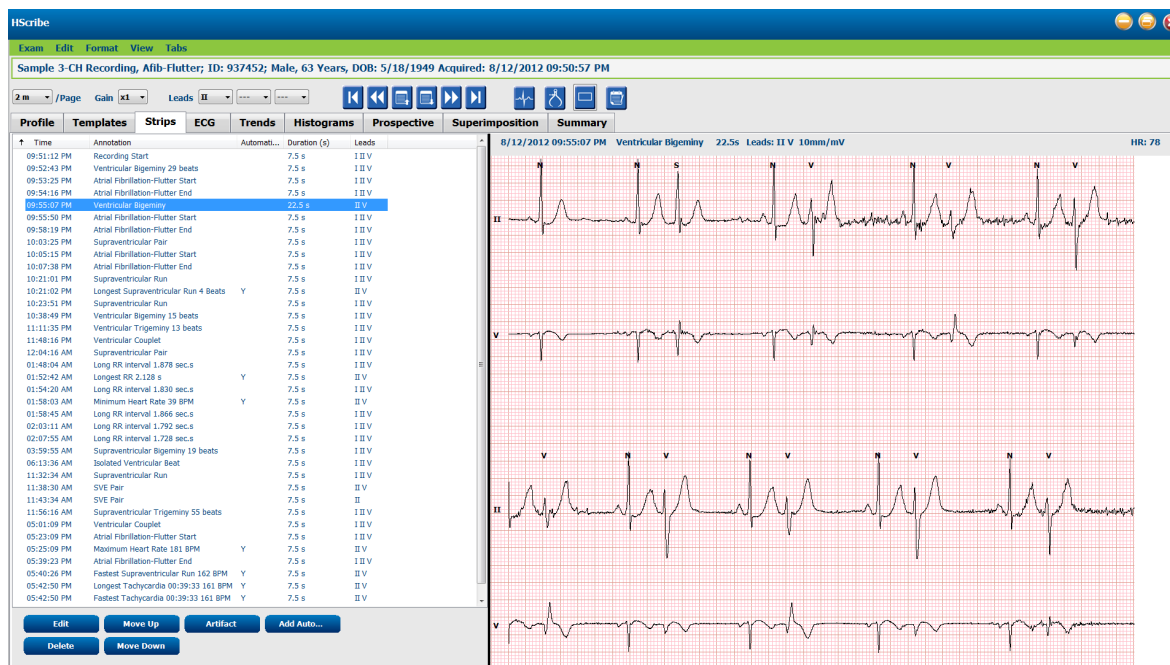 HScribe
Exam Edit Format View Tabs
Sample 3-CH Recording, Afib-Flutter; ID: 937452; Male, 63 Years, DOB: 5/18/1949 Acquired: 8/12/2012 09:50:57 PM
2 m /Page Gain x1 Leads II --- ---
Profile Templates Strips ECG Trends Histograms Prospective Superimposition Summary
↑ Time Annotation Automati... Duration (s) Leads
09:51:12 PM Recording Start 7.5 s I II V
09:52:43 PM Ventricular Bigeminy 29 beats 7.5 s I II V
09:53:25 PM Atrial Fibrillation-Flutter Start 7.5 s I II V
09:54:16 PM Atrial Fibrillation-Flutter End 7.5 s I II V
09:55:07 PM Ventricular Bigeminy 22.5 s II V
09:55:50 PM Atrial Fibrillation-Flutter Start 7.5 s I II V
09:58:19 PM Atrial Fibrillation-Flutter End 7.5 s I II V
10:03:25 PM Supraventricular Pair 7.5 s I II V
10:05:15 PM Atrial Fibrillation-Flutter Start 7.5 s I II V
10:07:38 PM Atrial Fibrillation-Flutter End 7.5 s I II V
10:21:01 PM Supraventricular Run 7.5 s I II V
10:21:02 PM Longest Supraventricular Run 4 Beats Y 7.5 s II V
10:23:51 PM Supraventricular Run 7.5 s I II V
10:38:49 PM Ventricular Bigeminy 15 beats 7.5 s I II V
11:11:35 PM Ventricular Trigeminy 13 beats 7.5 s I II V
11:48:16 PM Ventricular Couplet 7.5 s I II V
12:04:16 AM Supraventricular Pair 7.5 s I II V
01:48:04 AM Long RR interval 1.878 sec.s 7.5 s I II V
01:52:42 AM Longest RR 2.128 s Y 7.5 s II V
01:54:20 AM Long RR interval 1.830 sec.s 7.5 s I II V
01:58:03 AM Minimum Heart Rate 39 BPM Y 7.5 s II V
01:58:45 AM Long RR interval 1.866 sec.s 7.5 s I II V
02:03:11 AM Long RR interval 1.792 sec.s 7.5 s I II V
02:07:55 AM Long RR interval 1.728 sec.s 7.5 s I II V
03:59:55 AM Supraventricular Bigeminy 19 beats 7.5 s I II V
06:13:36 AM Isolated Ventricular Beat 7.5 s I II V
11:32:34 AM Supraventricular Run 7.5 s I II V
11:38:30 AM SVE Pair 7.5 s II V
11:43:34 AM SVE Pair 7.5 s II
11:56:16 AM Supraventricular Trigeminy 55 beats 7.5 s I II V
05:01:09 PM Ventricular Couplet 7.5 s I II V
05:23:09 PM Atrial Fibrillation-Flutter Start 7.5 s I II V
05:25:09 PM Maximum Heart Rate 181 BPM Y 7.5 s II V
05:39:23 PM Atrial Fibrillation-Flutter End 7.5 s I II V
05:40:26 PM Fastest Supraventricular Run 162 BPM Y 7.5 s II V
05:42:50 PM Longest Tachycardia 00:39:33 161 BPM Y 7.5 s II V
05:42:50 PM Fastest Tachycardia 00:39:33 161 BPM Y 7.5 s II V
Edit Move Up Artifact Add Auto...
Delete Move Down
8/12/2012 09:55:07 PM Ventricular Bigeminy 22.5s Leads: II V 10mm/mV HR: 78
N N S N V N V N V
II
V
V N V N V N V N V
II
V